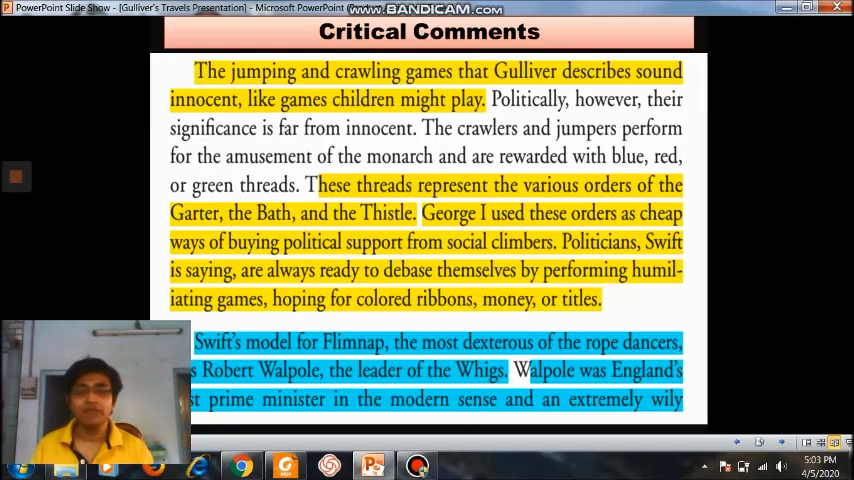 PowerPoint Slide Show - [Gulliver's Travels Presentation] - Microsoft PowerPoint (
www.BANDICAM.com
Critical Comments
The jumping and crawling games that Gulliver describes sound
innocent, like games children might play. Politically, however, their
significance is far from innocent. The crawlers and jumpers perform
for the amusement of the monarch and are rewarded with blue, red,
or green threads. These threads represent the various orders of the
Garter, the Bath, and the Thistle. George I used these orders as cheap
ways of buying political support from social climbers. Politicians, Swift
is saying, are always ready to debase themselves by performing humil-
iating games, hoping for colored ribbons, money, or titles.
Swift's model for Flimnap, the most dexterous of the rope dancers,
s Robert Walpole, the leader of the Whigs. Walpole was England's
st prime minister in the modern sense and an extremely wily
5:03 PM
4/5/2020